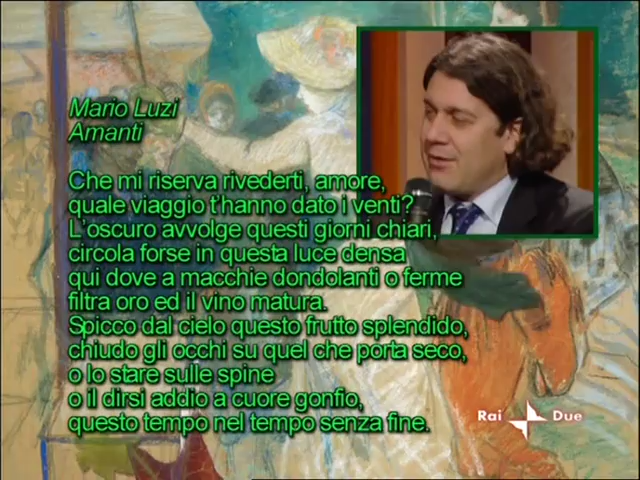 Mario Luzi
Amanti
Che mi riserva rivederti, amore,
quale viaggio t'hanno dato i venti?
L'oscuro avvolge questi giorni chiari,
circola forse in questa luce densa
qui dove a macchie dondolanti o ferme
filtra oro ed il vino matura.
Spicco dal cielo questo frutto splendido,
chiudo gli occhi su quel che porta seco,
o lo stare sulle spine
o il dirsi addio a cuore gonfio,
questo tempo nel tempo senza fine.
Rai Due